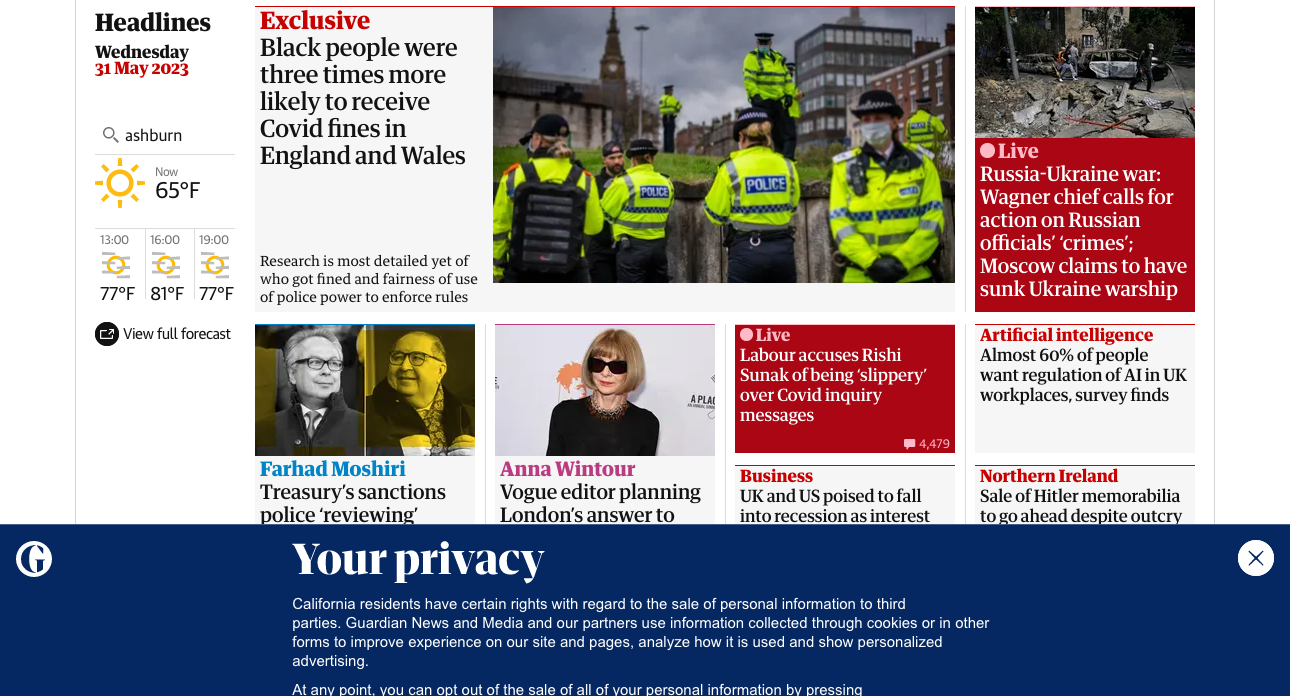 Headlines
Wednesday
31 May 2023
ashburn
Now
65°F
13:00
16:00
19:00
77°F
81°F
77°F
View full forecast
Exclusive
Black people were
three times more
likely to receive
Covid fines in
England and Wales
Research is most detailed yet of
who got fined and fairness of use
of police power to enforce rules
POLICE
POLICE
Live
Russia-Ukraine war:
Wagner chief calls for
action on Russian
officials’ ‘crimes’;
Moscow claims to have
sunk Ukraine warship
Farhad Moshiri
Treasury’s sanctions
police ‘reviewing’
A PLAC
Anna Wintour
Vogue editor planning
London’s answer to
Live
Labour accuses Rishi
Sunak of being ‘slippery’
over Covid inquiry
messages
4,479
Artificial intelligence
Almost 60% of people
want regulation of AI in UK
workplaces, survey finds
Business
UK and US poised to fall
into recession as interest
Northern Ireland
Sale of Hitler memorabilia
to go ahead despite outcry
G
Your privacy
California residents have certain rights with regard to the sale of personal information to third
parties. Guardian News and Media and our partners use information collected through cookies or in other
forms to improve experience on our site and pages, analyze how it is used and show personalized
advertising.
At any point, you can opt out of the sale of all of your personal information by pressing